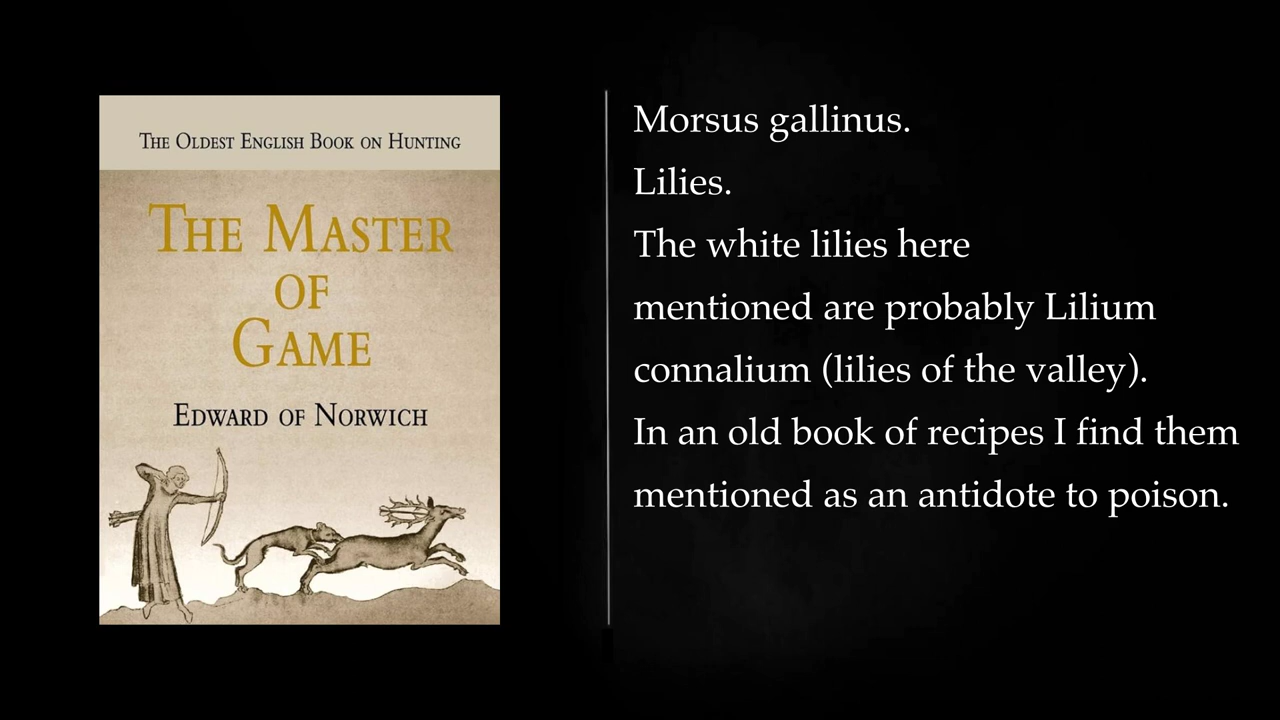 The Oldest English Book on Hunting
The Master
of
Game
Edward of Norwich
Morsus gallinus.
Lilies.
The white lilies here
mentioned are probably Lilium
connalium (lilies of the valley).
In an old book of recipes I find them
mentioned as an antidote to poison.